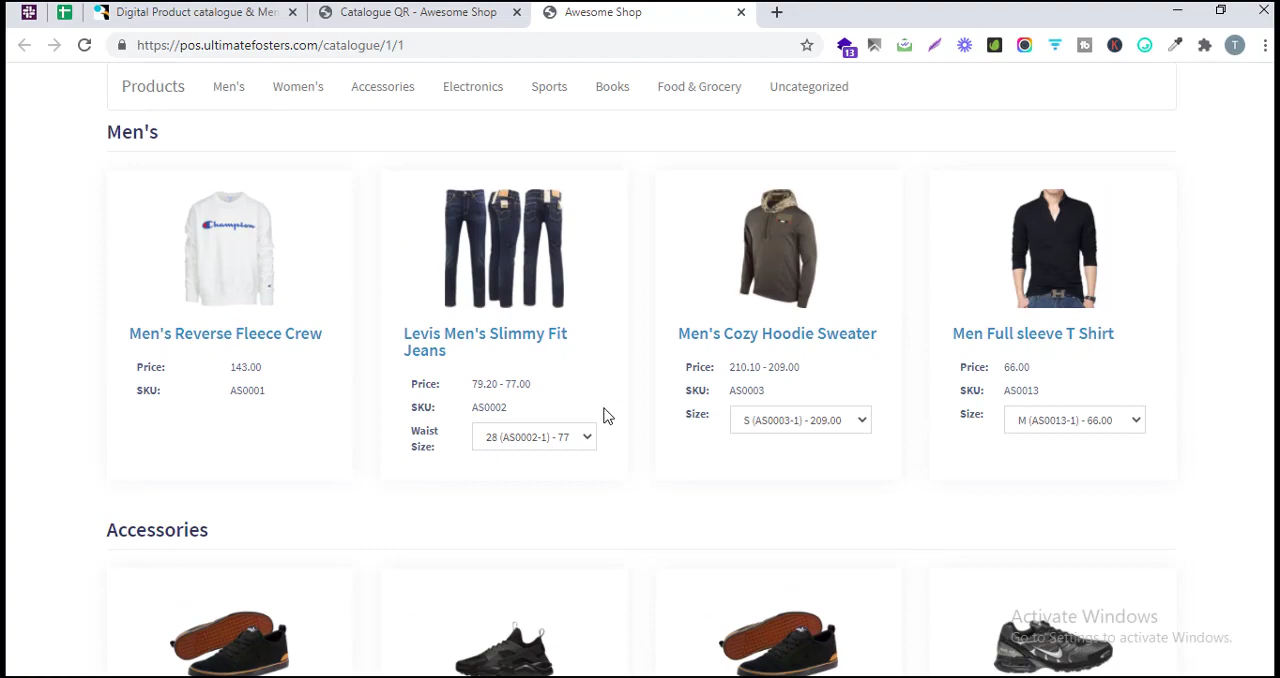 Digital Product catalogue & Men
Catalogue QR - Awesome Shop
Awesome Shop
https://pos.ultimatefosters.com/catalogue/1/1
13
tb
K
T
Products Men's Women's Accessories Electronics Sports Books Food & Grocery Uncategorized
Men's
Champion
Men's Reverse Fleece Crew
Price: 143.00
SKU: AS0001
Levis Men's Slimmy Fit
Jeans
Price: 79.20 - 77.00
SKU: AS0002
Waist
Size:
28 (AS0002-1) - 77
Men's Cozy Hoodie Sweater
Price: 210.10 - 209.00
SKU: AS0003
Size: S (AS0003-1) - 209.00
Men Full sleeve T Shirt
Price: 66.00
SKU: AS0013
Size: M (AS0013-1) - 66.00
Accessories
Activate Windows
Go to Settings to activate Windows.